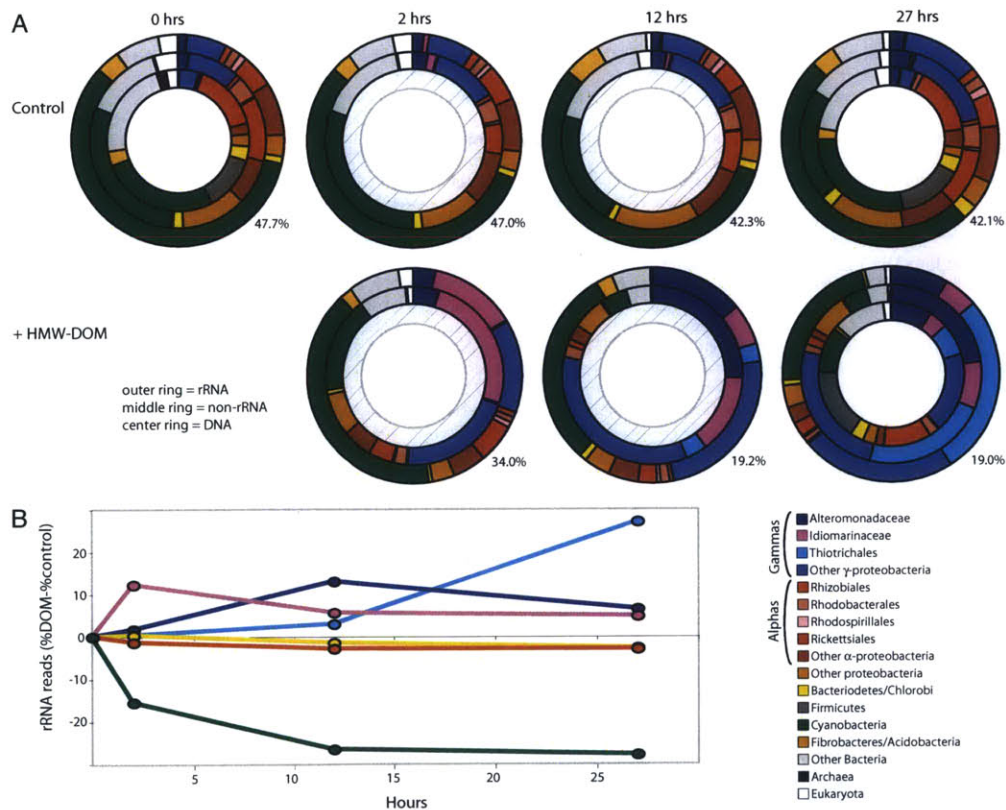 A
0 hrs
2 hrs
12 hrs
27 hrs
Control
47.7%
47.0%
42.3%
42.1%
+ HMW-DOM
outer ring = rRNA
middle ring = non-rRNA
center ring = DNA
34.0%
19.2%
19.0%
B
rRNA reads (%DOM-%control)
20
10
0
-10
-20
5
10
15
20
25
Hours
Gammas
Alteromonadaceae
Idiomarinaceae
Thiotrichales
Other γ-proteobacteria
Alphas
Rhizobiales
Rhodobacterales
Rhodospirillales
Rickettsiales
Other α-proteobacteria
Other proteobacteria
Bacteriodetes/Chlorobi
Firmicutes
Cyanobacteria
Fibrobacteres/Acidobacteria
Other Bacteria
Archaea
Eukaryota